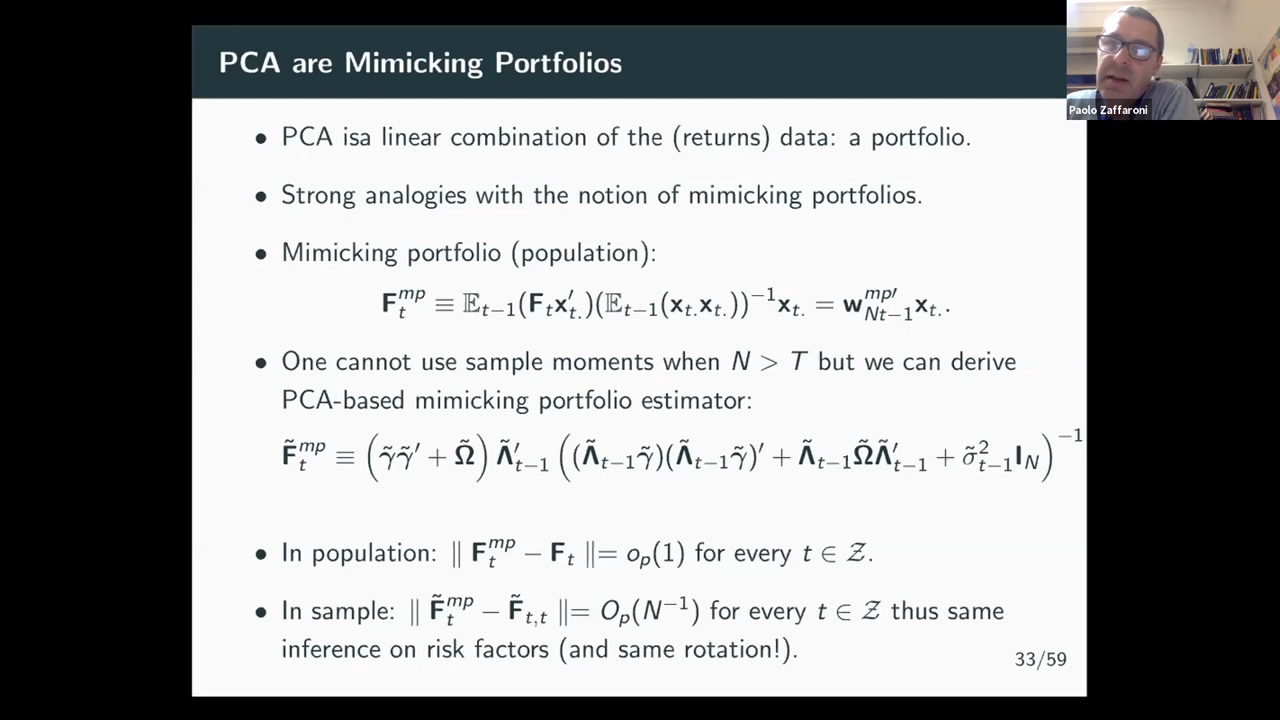 PCA are Mimicking Portfolios
Paolo Zaffaroni
• PCA isa linear combination of the (returns) data: a portfolio.
• Strong analogies with the notion of mimicking portfolios.
• Mimicking portfolio (population):
F_t^{mp} ≡ 𝔼_{t−1}(F_t x′_{t.})(𝔼_{t−1}(x_{t.}x_{t.}))^{−1}x_{t.} = w_{Nt−1}^{mp′}x_{t.}.
• One cannot use sample moments when N > T but we can derive
PCA-based mimicking portfolio estimator:
F̃_t^{mp} ≡ (γ̃γ̃′ + Ω̃) Λ̃′_{t−1} ((Λ̃_{t−1}γ̃)(Λ̃_{t−1}γ̃)′ + Λ̃_{t−1}Ω̃Λ̃′_{t−1} + σ̃²_{t−1}I_N)^{−1}
• In population: ∥ F_t^{mp} − F_t ∥= o_p(1) for every t ∈ 𝒵.
• In sample: ∥ F̃_t^{mp} − F̃_{t,t} ∥= O_p(N^{−1}) for every t ∈ 𝒵 thus same
inference on risk factors (and same rotation!).
33/59